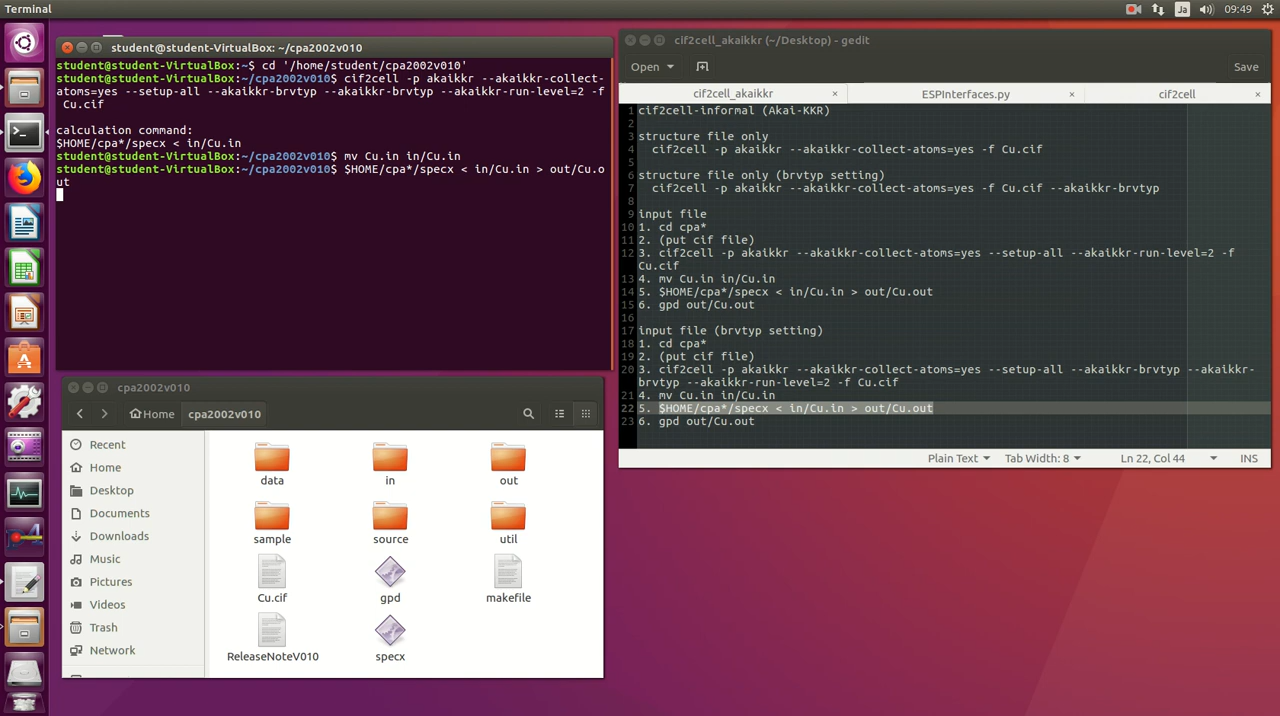 Terminal
Ja
09:49
student@student-VirtualBox: ~/cpa2002v010
student@student-VirtualBox:~$ cd '/home/student/cpa2002v010'
student@student-VirtualBox:~/cpa2002v010$ cif2cell -p akaikkr --akaikkr-collect-
atoms=yes --setup-all --akaikkr-brvtyp --akaikkr-brvtyp --akaikkr-run-level=2 -f
Cu.cif
calculation command:
$HOME/cpa*/specx < in/Cu.in
student@student-VirtualBox:~/cpa2002v010$ mv Cu.in in/Cu.in
student@student-VirtualBox:~/cpa2002v010$ $HOME/cpa*/specx < in/Cu.in > out/Cu.o
ut
cif2cell_akaikkr (~/Desktop) - gedit
Open
Save
cif2cell_akaikkr ×
ESPInterfaces.py ×
cif2cell ×
1 cif2cell-informal (Akai-KKR)
2
3 structure file only
4 cif2cell -p akaikkr --akaikkr-collect-atoms=yes -f Cu.cif
5
6 structure file only (brvtyp setting)
7 cif2cell -p akaikkr --akaikkr-collect-atoms=yes -f Cu.cif --akaikkr-brvtyp
8
9 input file
10 1. cd cpa*
11 2. (put cif file)
12 3. cif2cell -p akaikkr --akaikkr-collect-atoms=yes --setup-all --akaikkr-run-level=2 -f
Cu.cif
13 4. mv Cu.in in/Cu.in
14 5. $HOME/cpa*/specx < in/Cu.in > out/Cu.out
15 6. gpd out/Cu.out
16
17 input file (brvtyp setting)
18 1. cd cpa*
19 2. (put cif file)
20 3. cif2cell -p akaikkr --akaikkr-collect-atoms=yes --setup-all --akaikkr-brvtyp --akaikkr-
brvtyp --akaikkr-run-level=2 -f Cu.cif
21 4. mv Cu.in in/Cu.in
22 5. $HOME/cpa*/specx < in/Cu.in > out/Cu.out
23 6. gpd out/Cu.out
Plain Text
Tab Width: 8
Ln 22, Col 44
INS
cpa2002v010
Home
cpa2002v010
Recent
Home
Desktop
Documents
Downloads
Music
Pictures
Videos
Trash
Network
data
in
out
sample
source
util
Cu.cif
gpd
makefile
ReleaseNoteV010
specx